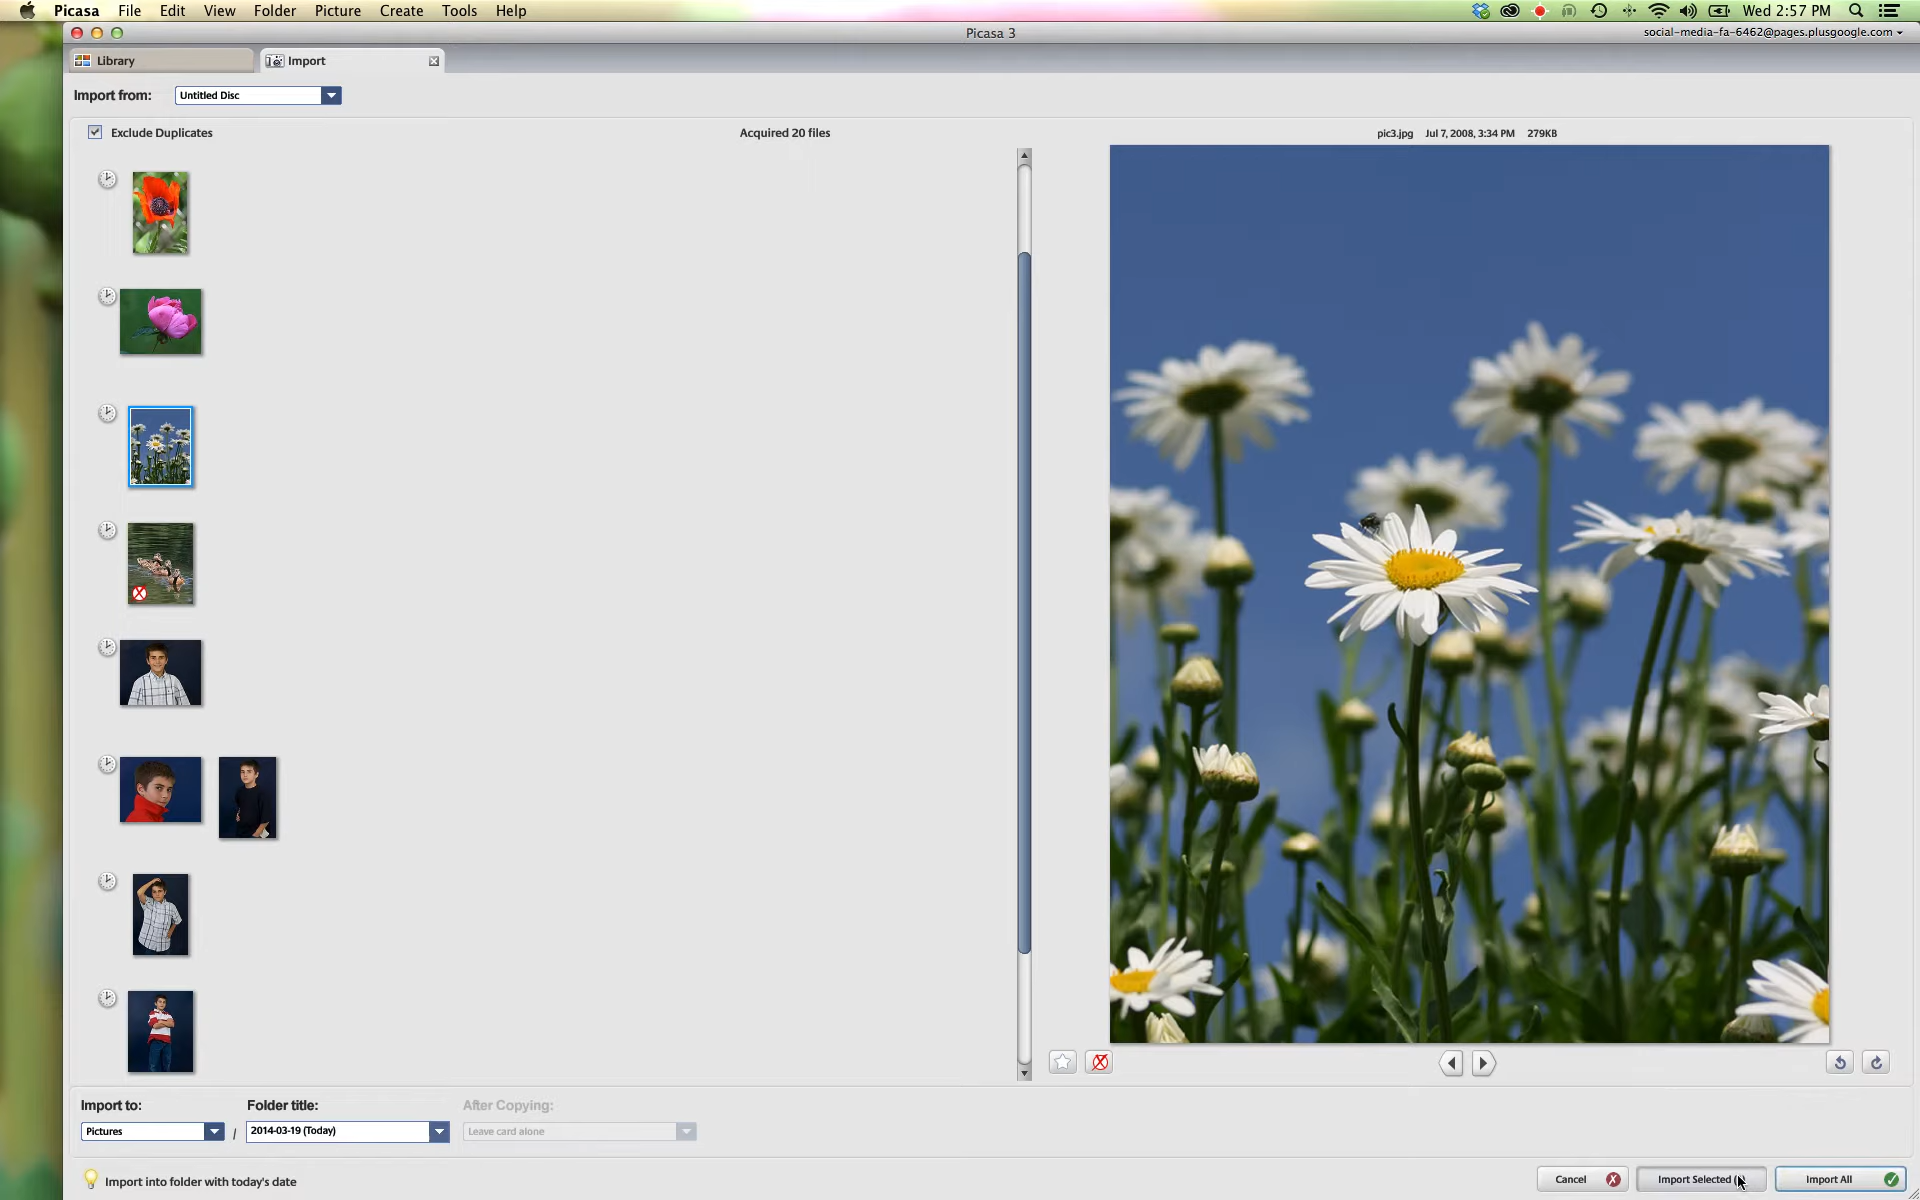 Picasa File Edit View Folder Picture Create Tools Help Wed 2:57 PM
Picasa 3 social-media-fa-6462@pages.plusgoogle.com
Library Import
Import from: Untitled Disc
Exclude Duplicates Acquired 20 files pic3.jpg Jul 7, 2008, 3:34 PM 279KB
Import to: Folder title: After Copying:
Pictures / 2014-03-19 (Today) Leave card alone
Import into folder with today's date Cancel Import Selected Import All